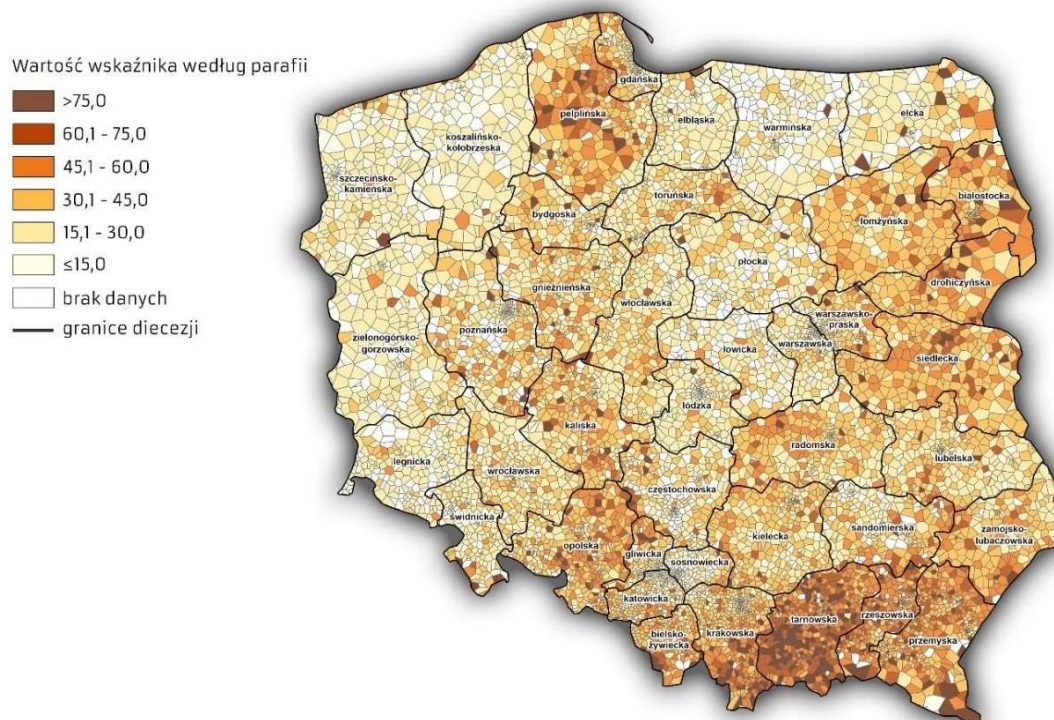 Wartość wskaźnika według parafii
>75,0
60,1 - 75,0
45,1 - 60,0
30,1 - 45,0
15,1 - 30,0
≤15,0
brak danych
granice diecezji
gdańska
pelplińska
elbląska
warmińska
ełcka
koszalińsko-
kołobrzeska
szczecińsko-
kamieńska
toruńska
bydgoska
łomżyńska
białostocka
gnieźnieńska
włocławska
płocka
drohiczyńska
poznańska
warszawsko-
praska
warszawska
zielonogórsko-
gorzowska
łowicka
siedlecka
łódzka
kaliska
radomska
lubelska
legnicka
wrocławska
częstochowska
świdnicka
opolska
gliwicka
sosnowiecka
kielecka
sandomierska
zamojsko-
lubaczowska
katowicka
bielsko-
żywiecka
krakowska
tarnowska
rzeszowska
przemyska